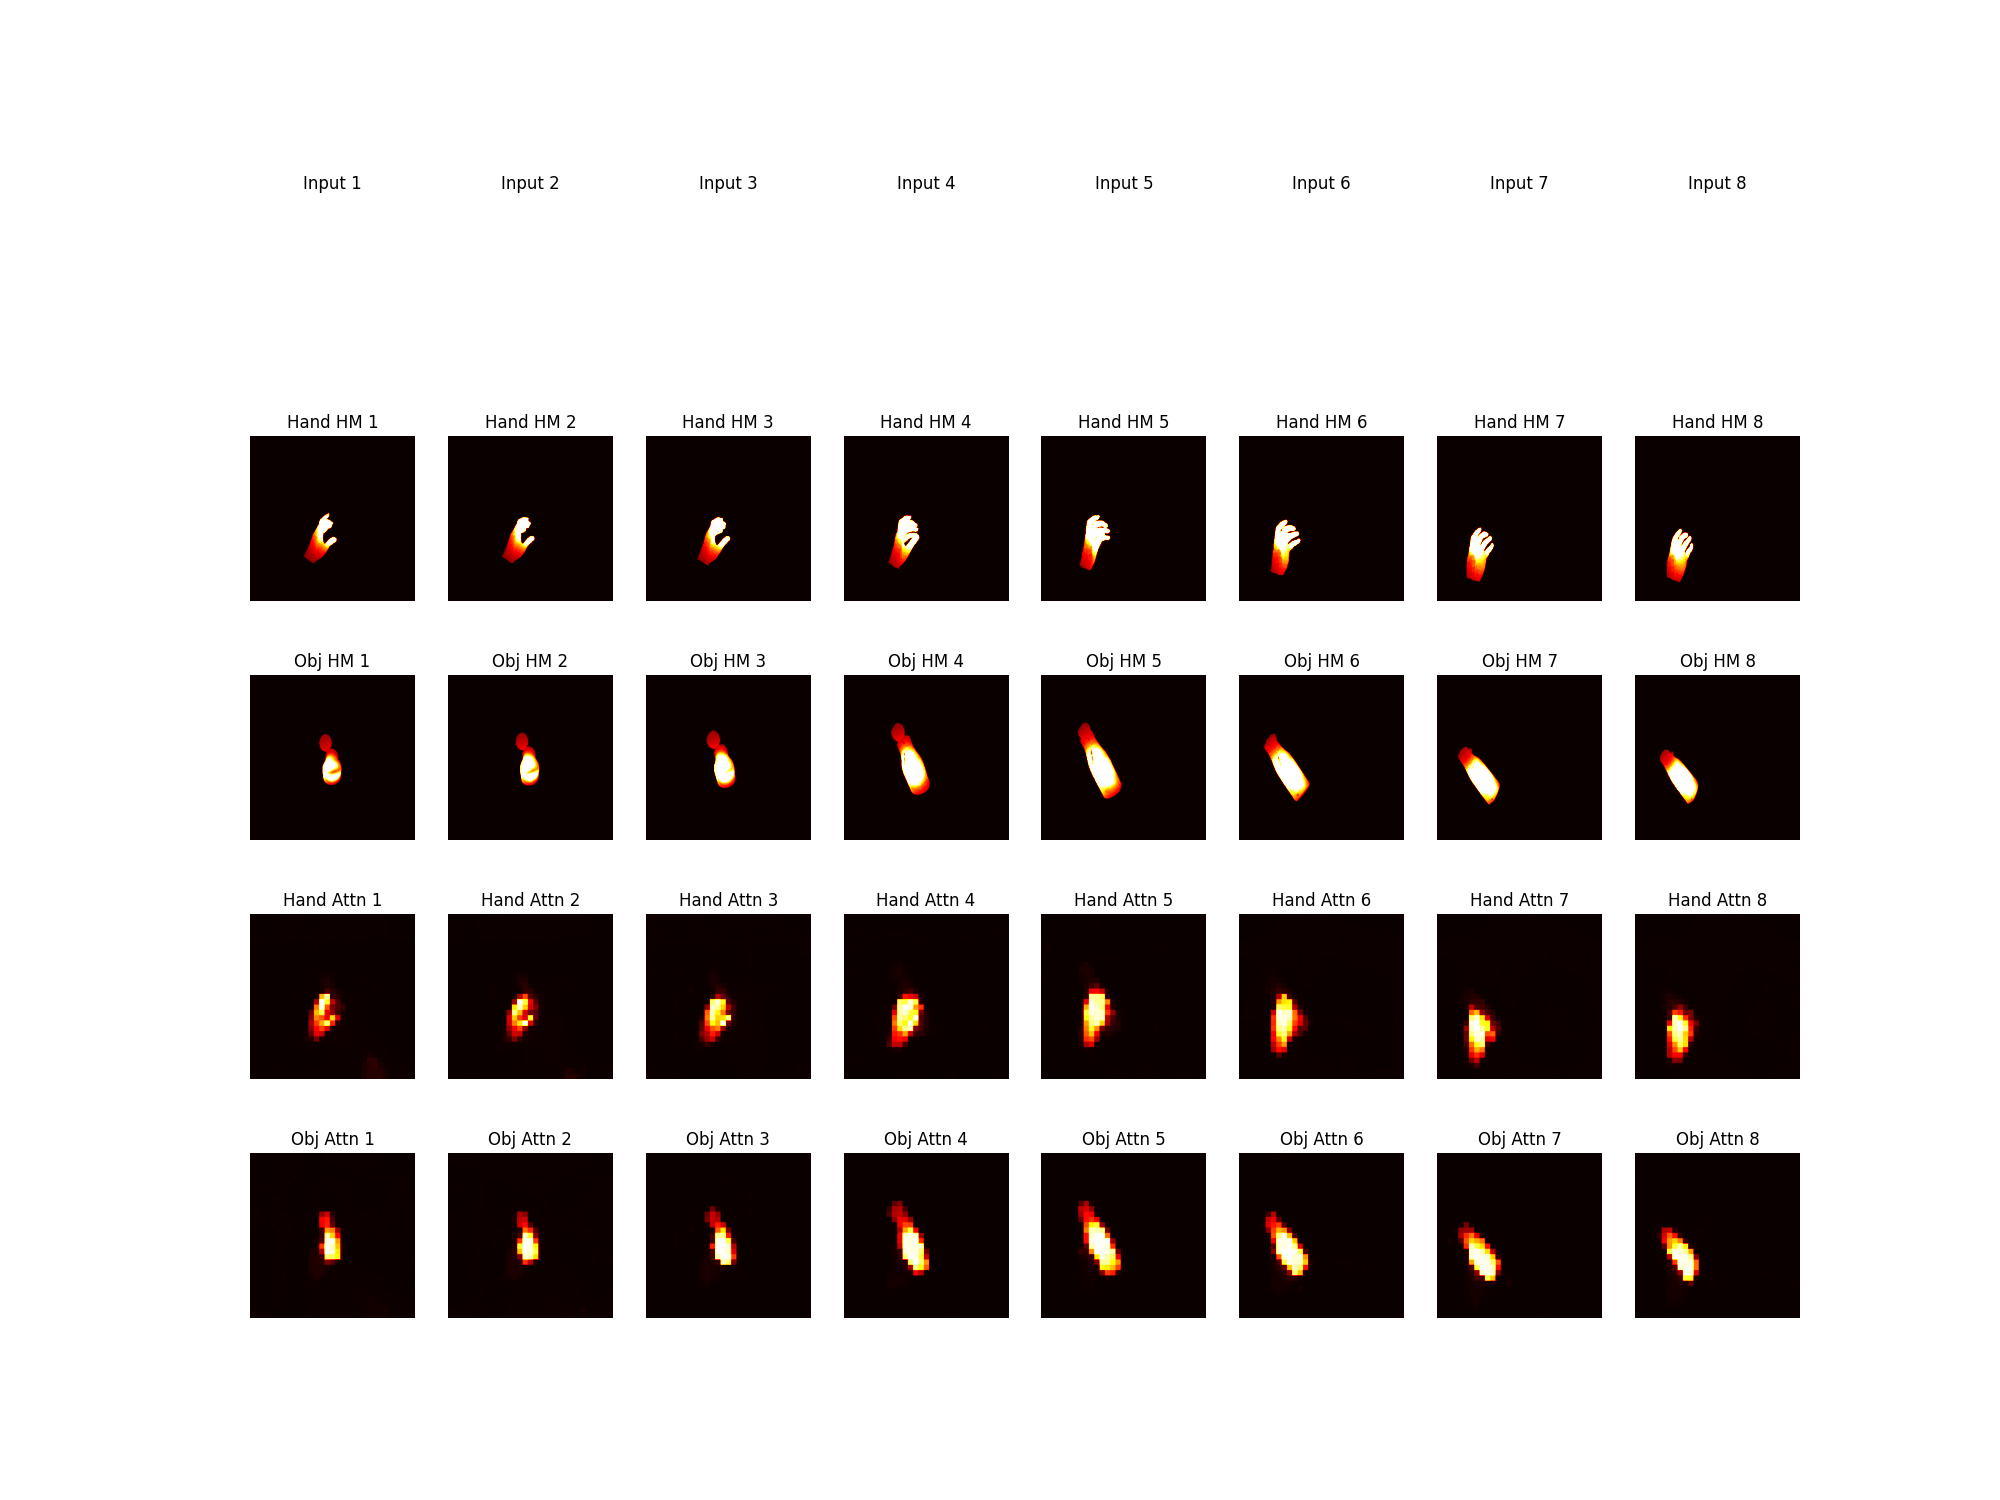 Input 1 Input 2 Input 3 Input 4 Input 5 Input 6 Input 7 Input 8
Hand HM 1 Hand HM 2 Hand HM 3 Hand HM 4 Hand HM 5 Hand HM 6 Hand HM 7 Hand HM 8
Obj HM 1 Obj HM 2 Obj HM 3 Obj HM 4 Obj HM 5 Obj HM 6 Obj HM 7 Obj HM 8
Hand Attn 1 Hand Attn 2 Hand Attn 3 Hand Attn 4 Hand Attn 5 Hand Attn 6 Hand Attn 7 Hand Attn 8
Obj Attn 1 Obj Attn 2 Obj Attn 3 Obj Attn 4 Obj Attn 5 Obj Attn 6 Obj Attn 7 Obj Attn 8